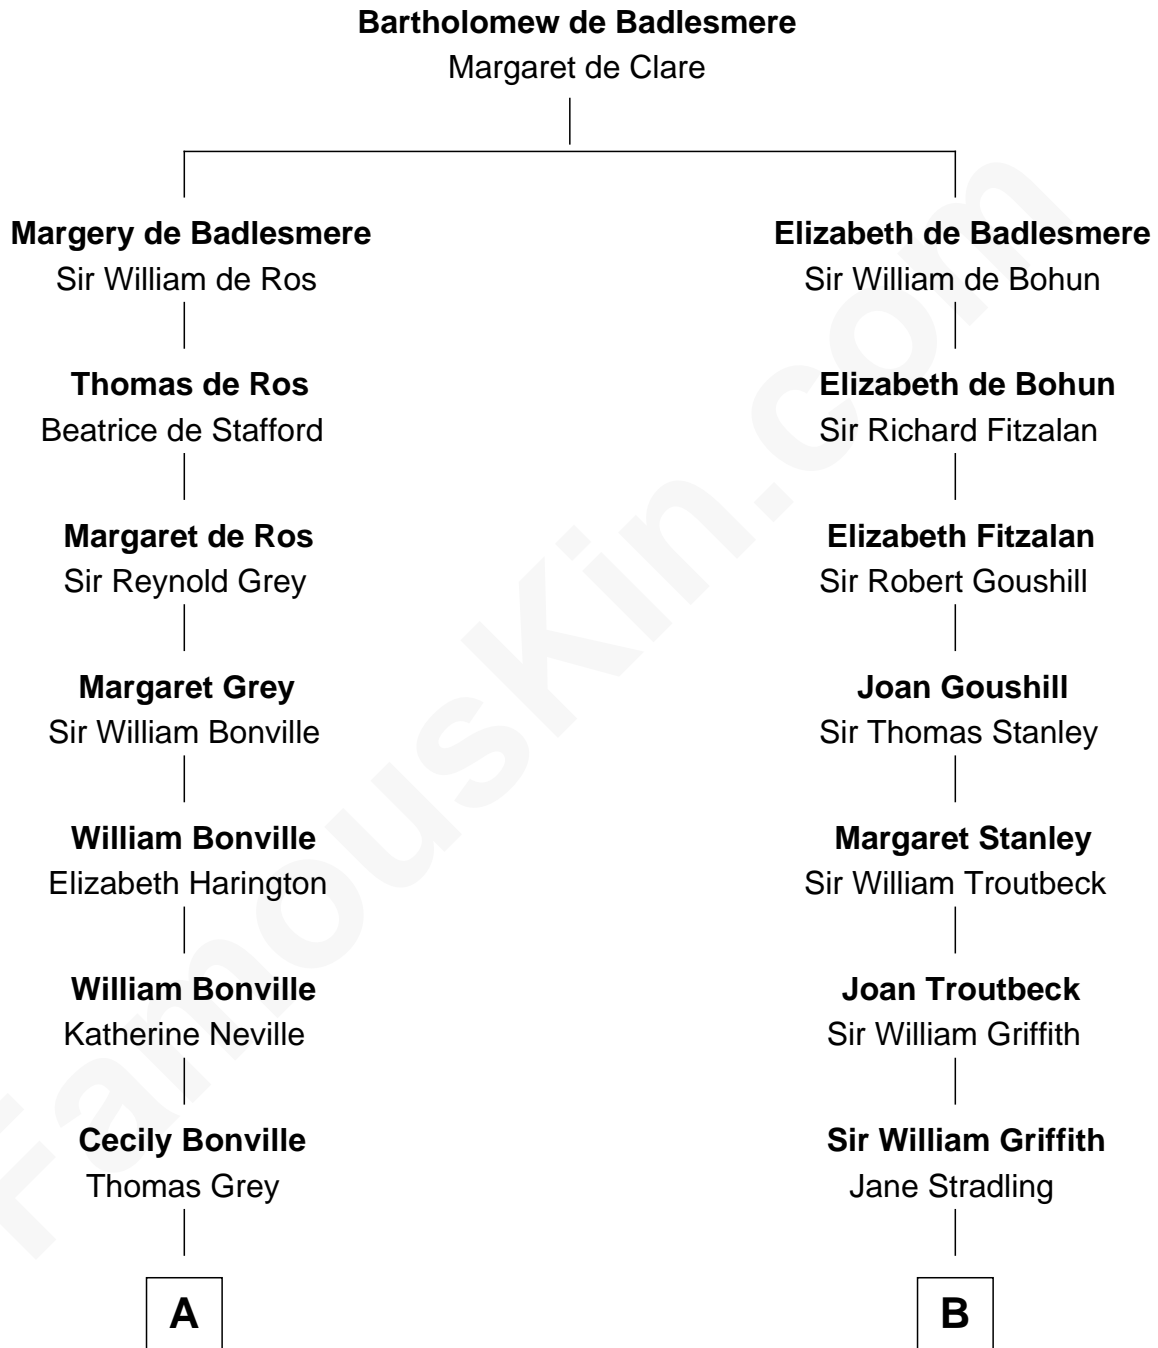 Bartholomew de Badlesmere
Margaret de Clare
Margery de Badlesmere
Sir William de Ros
Elizabeth de Badlesmere
Sir William de Bohun
Thomas de Ros
Beatrice de Stafford
Elizabeth de Bohun
Sir Richard Fitzalan
Margaret de Ros
Sir Reynold Grey
Elizabeth Fitzalan
Sir Robert Goushill
Margaret Grey
Sir William Bonville
Joan Goushill
Sir Thomas Stanley
William Bonville
Elizabeth Harington
Margaret Stanley
Sir William Troutbeck
William Bonville
Katherine Neville
Joan Troutbeck
Sir William Griffith
Cecily Bonville
Thomas Grey
Sir William Griffith
Jane Stradling
A
B
FamousKin.com